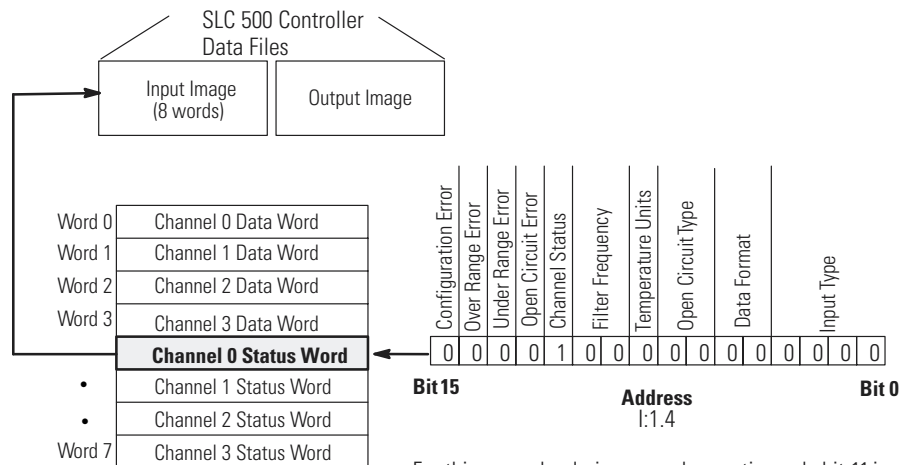 SLC 500 Controller
Data Files
Input Image
(8 words)
Output Image
Configuration Error
Over Range Error
Under Range Error
Open Circuit Error
Channel Status
Filter Frequency
Temperature Units
Open Circuit Type
Data Format
Input Type
Word 0 Channel 0 Data Word
Word 1 Channel 1 Data Word
Word 2 Channel 2 Data Word
Word 3 Channel 3 Data Word
Channel 0 Status Word
0 0 0 0 1 0 0 0 0 0 0 0 0 0 0 0
• Channel 1 Status Word
Bit 15
Address
Bit 0
I:1.4
• Channel 2 Status Word
Word 7 Channel 3 Status Word